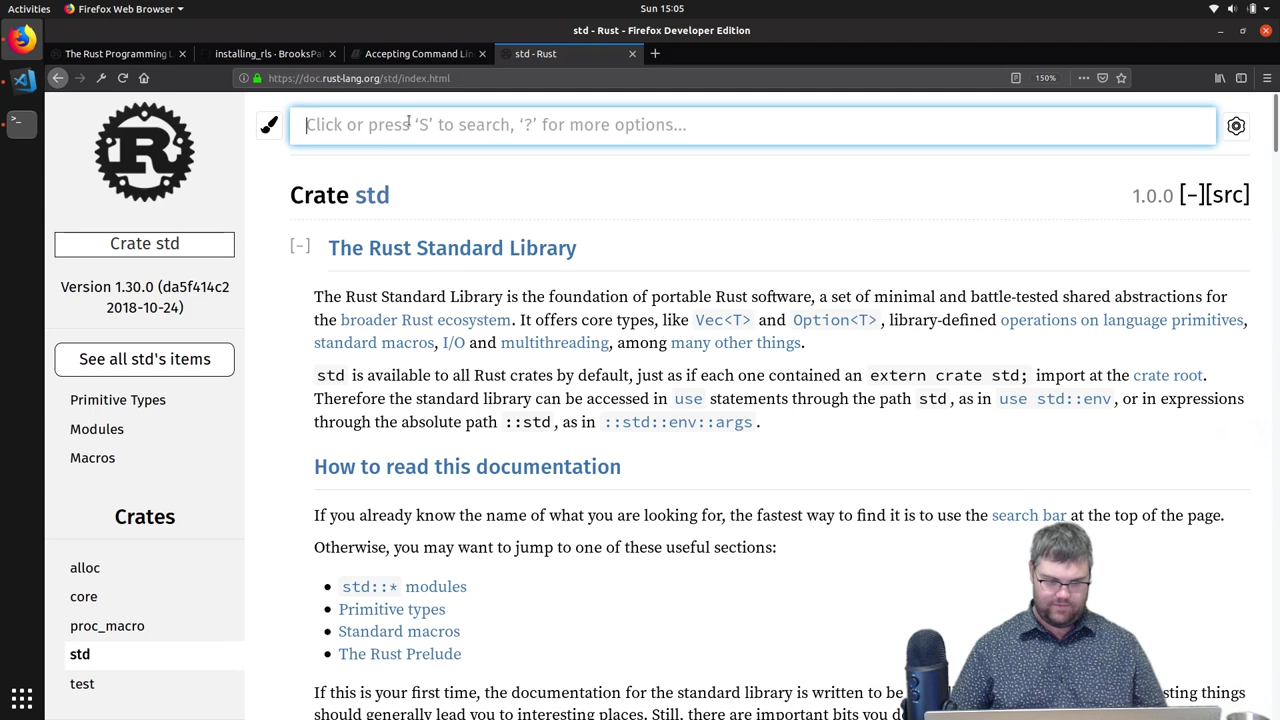 Activities
Firefox Web Browser
Sun 15:05
std - Rust - Firefox Developer Edition
The Rust Programming L
installing_rls · BrooksPa
Accepting Command Lin
std - Rust
https://doc.rust-lang.org/std/index.html
150%
Click or press ‘S’ to search, ‘?’ for more options…
Crate std
1.0.0 [-][src]
Crate std
Version 1.30.0 (da5f414c2
2018-10-24)
See all std's items
Primitive Types
Modules
Macros
Crates
alloc
core
proc_macro
std
test
[-] The Rust Standard Library
The Rust Standard Library is the foundation of portable Rust software, a set of minimal and battle-tested shared abstractions for
the broader Rust ecosystem. It offers core types, like Vec<T> and Option<T>, library-defined operations on language primitives,
standard macros, I/O and multithreading, among many other things.
std is available to all Rust crates by default, just as if each one contained an extern crate std; import at the crate root.
Therefore the standard library can be accessed in use statements through the path std, as in use std::env, or in expressions
through the absolute path ::std, as in ::std::env::args.
How to read this documentation
If you already know the name of what you are looking for, the fastest way to find it is to use the search bar at the top of the page.
Otherwise, you may want to jump to one of these useful sections:
• std::* modules
• Primitive types
• Standard macros
• The Rust Prelude
If this is your first time, the documentation for the standard library is written to be
should generally lead you to interesting places. Still, there are important bits you